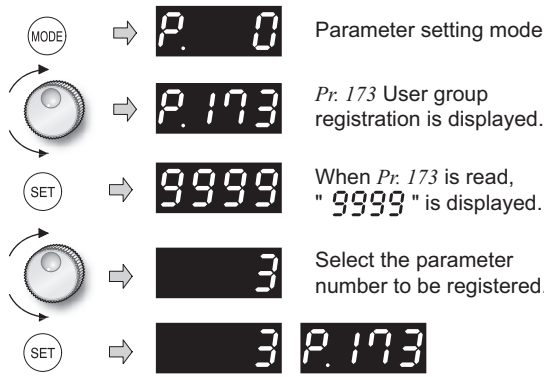 MODE
P. 0
Parameter setting mode
P.173
Pr. 173 User group
registration is displayed.
SET
9999
When Pr. 173 is read,
" 9999 " is displayed.
3
Select the parameter
number to be registered.
SET
3 P.173